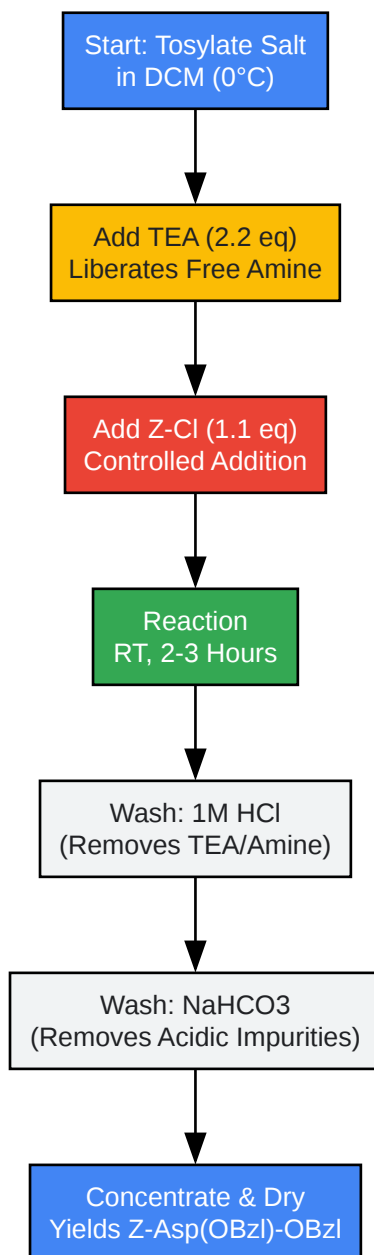 Start: Tosylate Salt
in DCM (0°C)
Add TEA (2.2 eq)
Liberates Free Amine
Add Z-Cl (1.1 eq)
Controlled Addition
Reaction
RT, 2-3 Hours
Wash: 1M HCl
(Removes TEA/Amine)
Wash: NaHCO3
(Removes Acidic Impurities)
Concentrate & Dry
Yields Z-Asp(OBzl)-OBzl